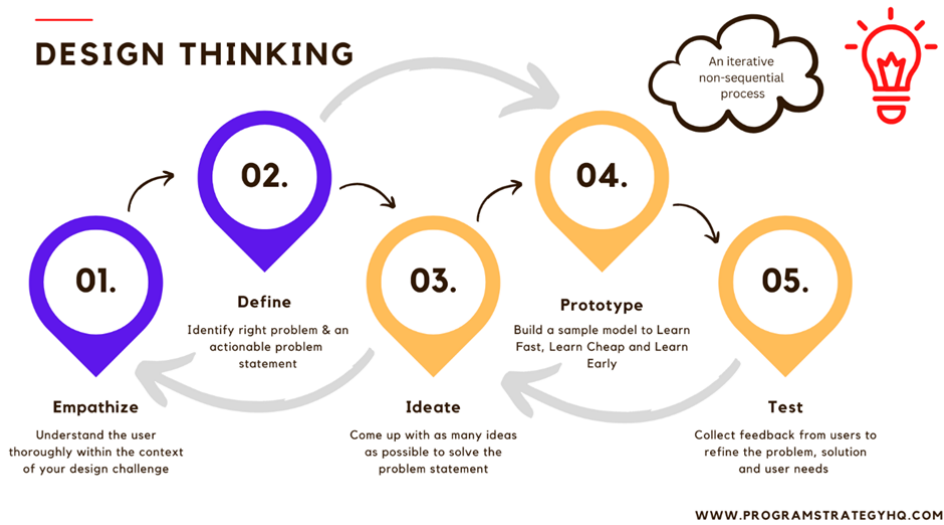 DESIGN THINKING
An iterative
non-sequential
process
01.
Empathize
Understand the user
thoroughly within the context
of your design challenge
02.
Define
Identify right problem & an
actionable problem
statement
03.
Ideate
Come up with as many ideas
as possible to solve the
problem statement
04.
Prototype
Build a sample model to Learn
Fast, Learn Cheap and Learn
Early
05.
Test
Collect feedback from users to
refine the problem, solution
and user needs
WWW.PROGRAMSTRATEGYHQ.COM